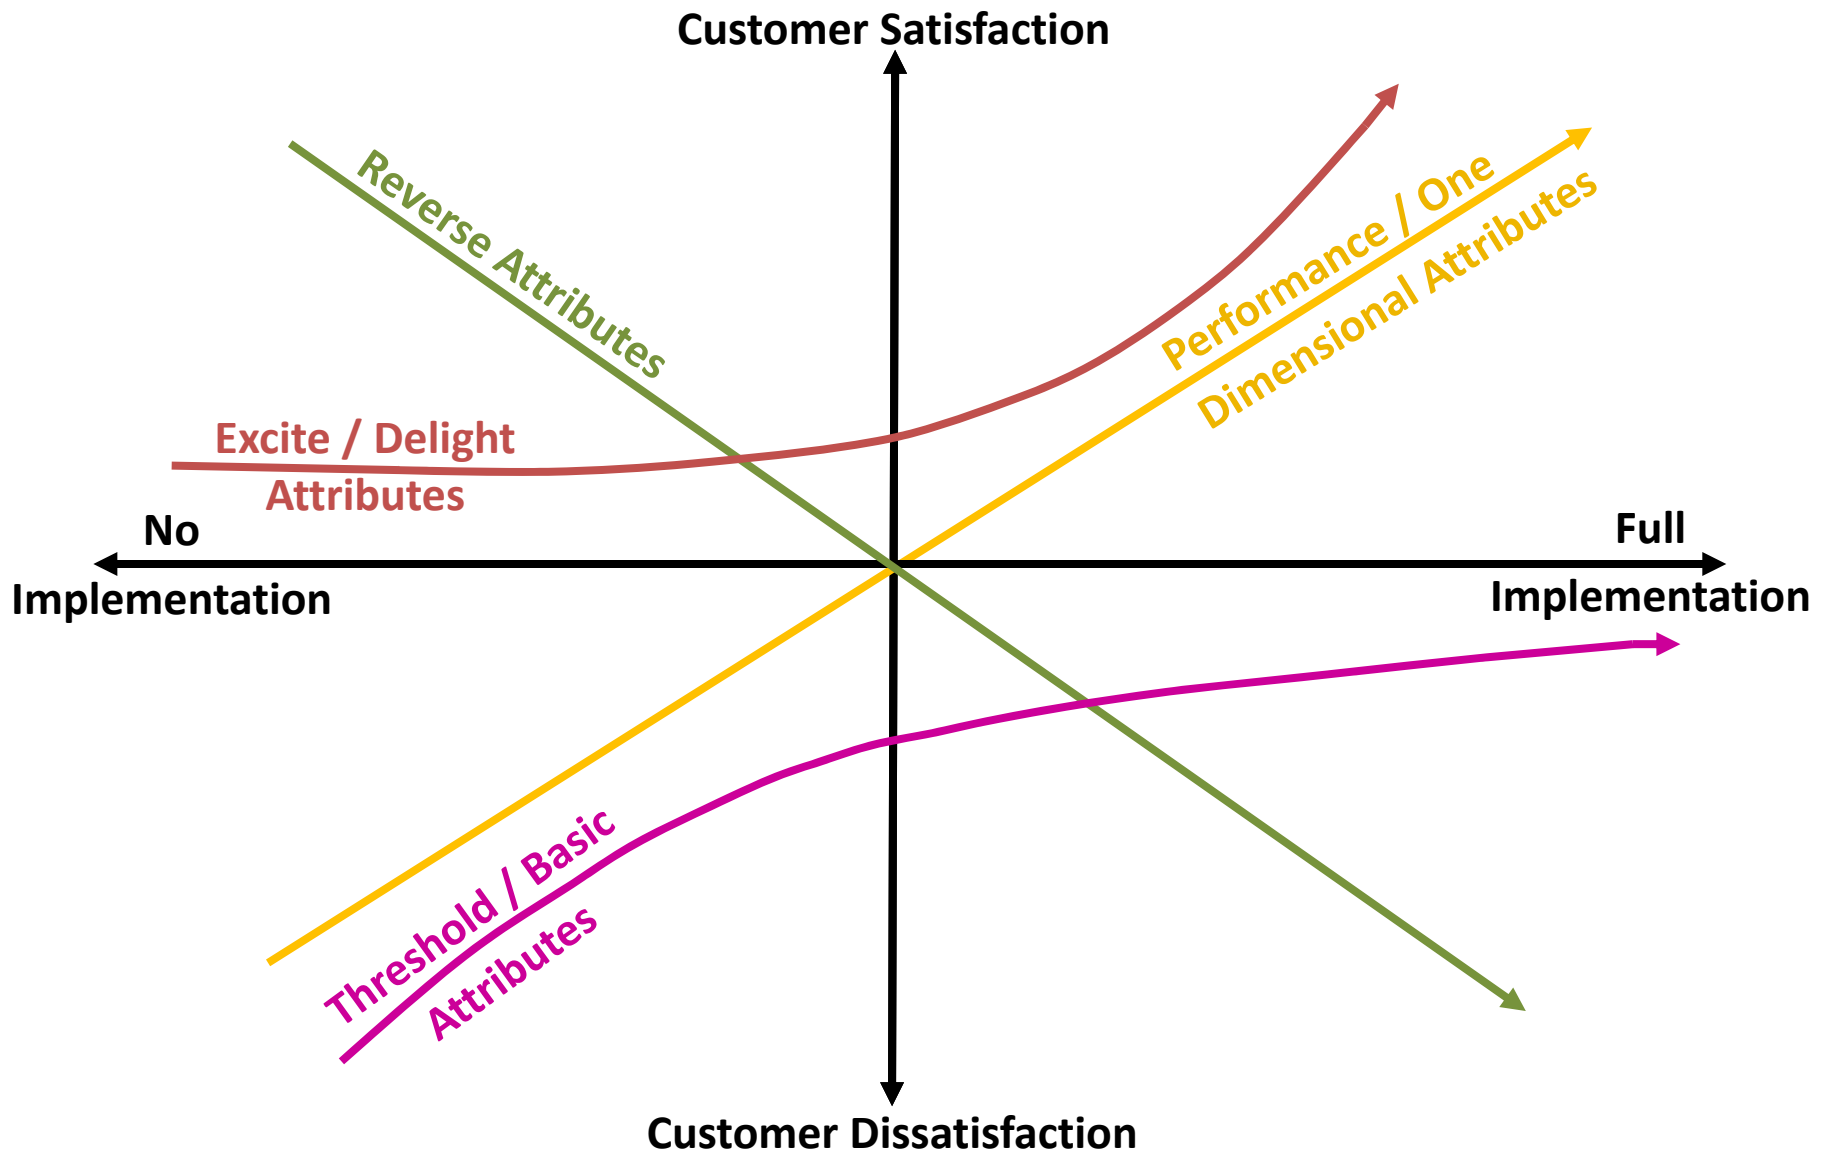 Customer Satisfaction
Reverse Attributes
Performance / One
Dimensional Attributes
Excite / Delight
Attributes
No
Implementation
Full
Implementation
Threshold / Basic
Attributes
Customer Dissatisfaction